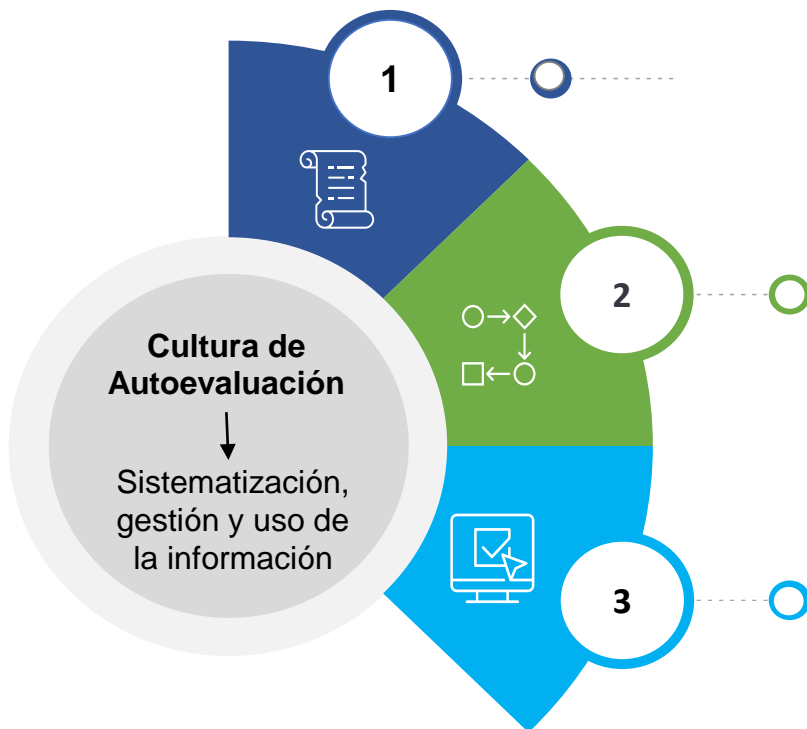 1
2
Cultura de
Autoevaluación
Sistematización,
gestión y uso de
la información
3